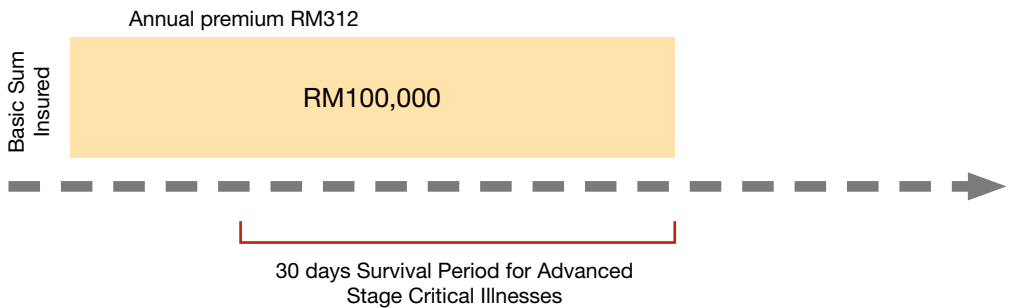 Annual premium RM312
Basic Sum
Insured
RM100,000
30 days Survival Period for Advanced
Stage Critical Illnesses